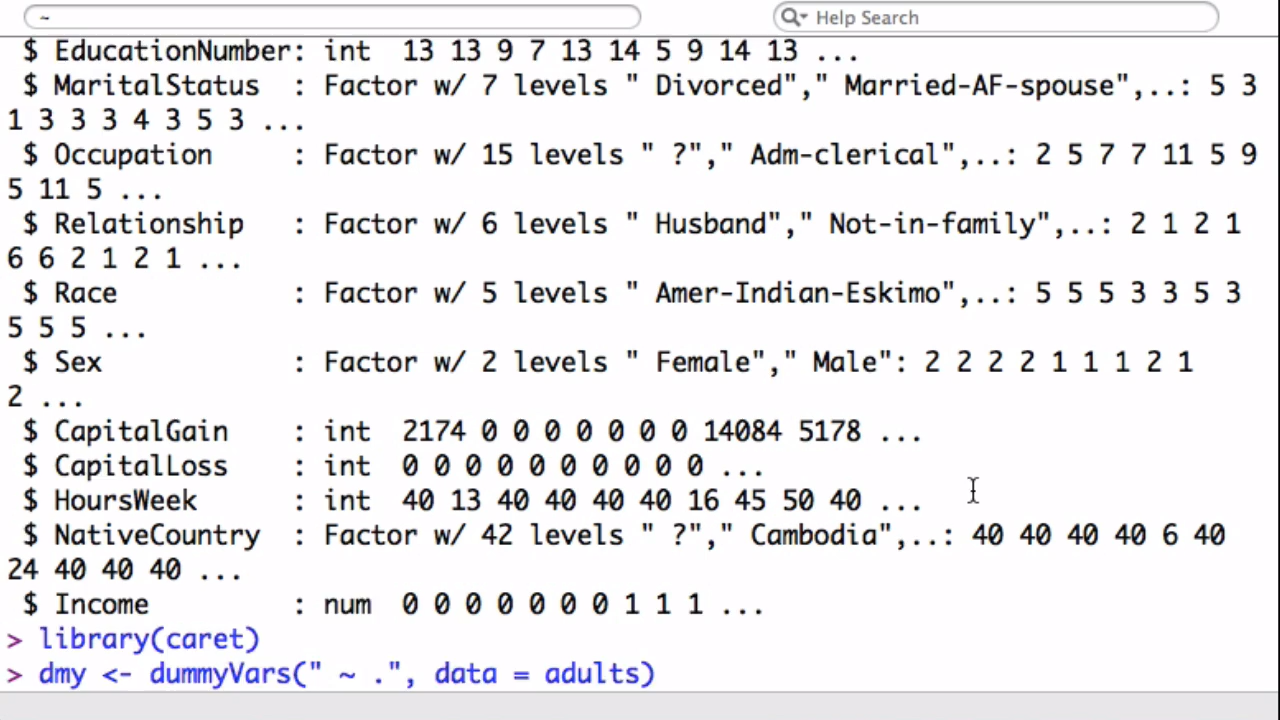 ~
Help Search
$ EducationNumber: int 13 13 9 7 13 14 5 9 14 13 ...
$ MaritalStatus : Factor w/ 7 levels " Divorced"," Married-AF-spouse",..: 5 3
1 3 3 3 4 3 5 3 ...
$ Occupation : Factor w/ 15 levels " ?"," Adm-clerical",..: 2 5 7 7 11 5 9
5 11 5 ...
$ Relationship : Factor w/ 6 levels " Husband"," Not-in-family",..: 2 1 2 1
6 6 2 1 2 1 ...
$ Race : Factor w/ 5 levels " Amer-Indian-Eskimo",..: 5 5 5 3 3 5 3
5 5 5 ...
$ Sex : Factor w/ 2 levels " Female"," Male": 2 2 2 2 1 1 1 2 1
2 ...
$ CapitalGain : int 2174 0 0 0 0 0 0 0 14084 5178 ...
$ CapitalLoss : int 0 0 0 0 0 0 0 0 0 0 ...
$ HoursWeek : int 40 13 40 40 40 40 16 45 50 40 ...
$ NativeCountry : Factor w/ 42 levels " ?"," Cambodia",..: 40 40 40 40 6 40
24 40 40 40 ...
$ Income : num 0 0 0 0 0 0 0 1 1 1 ...
> library(caret)
> dmy <- dummyVars(" ~ .", data = adults)